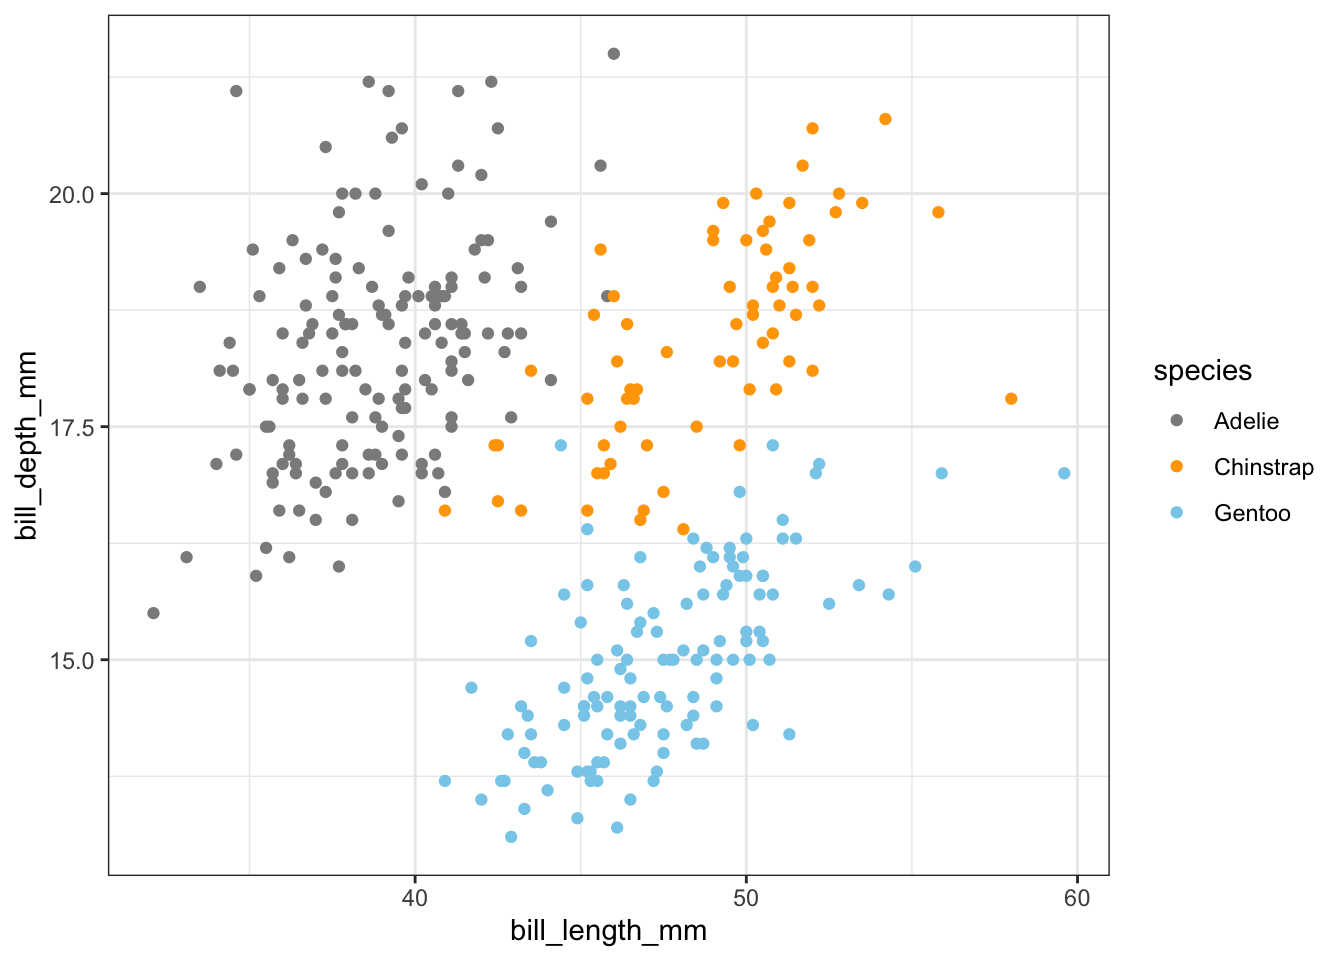 20.0
17.5
15.0
bill_depth_mm
40
50
60
bill_length_mm
species
Adelie
Chinstrap
Gentoo